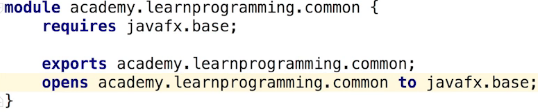 module academy.learnprogramming.common {
    requires javafx.base;

    exports academy.learnprogramming.common;
    opens academy.learnprogramming.common to javafx.base;
}